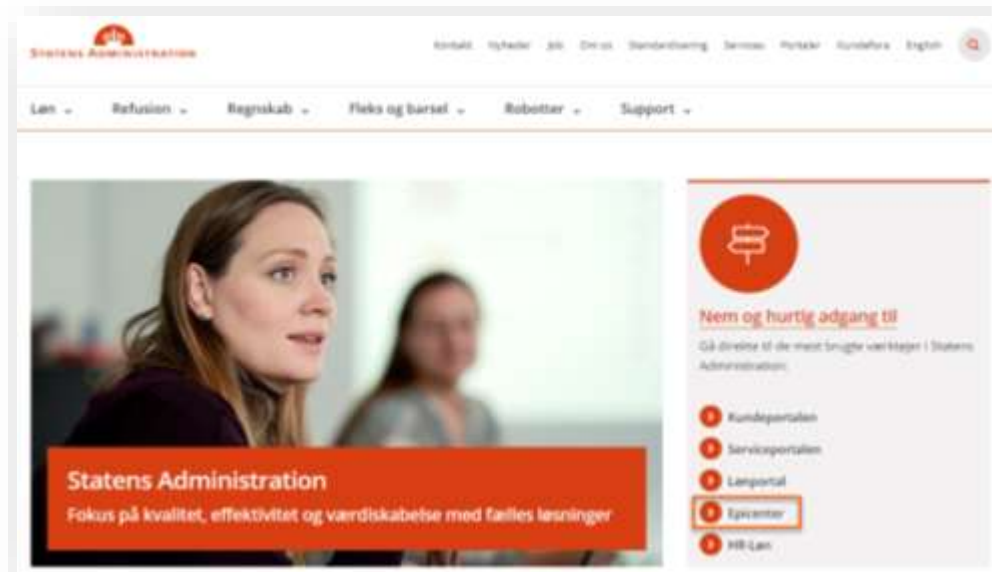 STATENS ADMINISTRATION
Kontakt Nyheder Job Om os Standardisering Services Portaler Kundefora English
Løn Refusion Regnskab Fleks og barsel Robotter Support
Statens Administration
Fokus på kvalitet, effektivitet og værdiskabelse med fælles løsninger
Nem og hurtig adgang til
Gå direkte til de mest brugte værktøjer i Statens
Administration:
Kundeportalen
Serviceportalen
Lønportal
Epicenter
HR-Løn